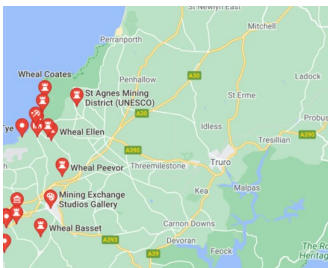 St Newlyn East
Mitchell
Perranporth
Wheal Coates
Penhallow
A30
Ladock
St Agnes Mining
District (UNESCO)
St Erme
A30
Probus
Idless
A390
Wheal Ellen
Tresillian
A390
Truro
Wheal Peevor
Threemilestone
Kea
Malpas
Mining Exchange
Studios Gallery
Carnon Downs
Wheal Basset
A393
Devoran
A39
Feock